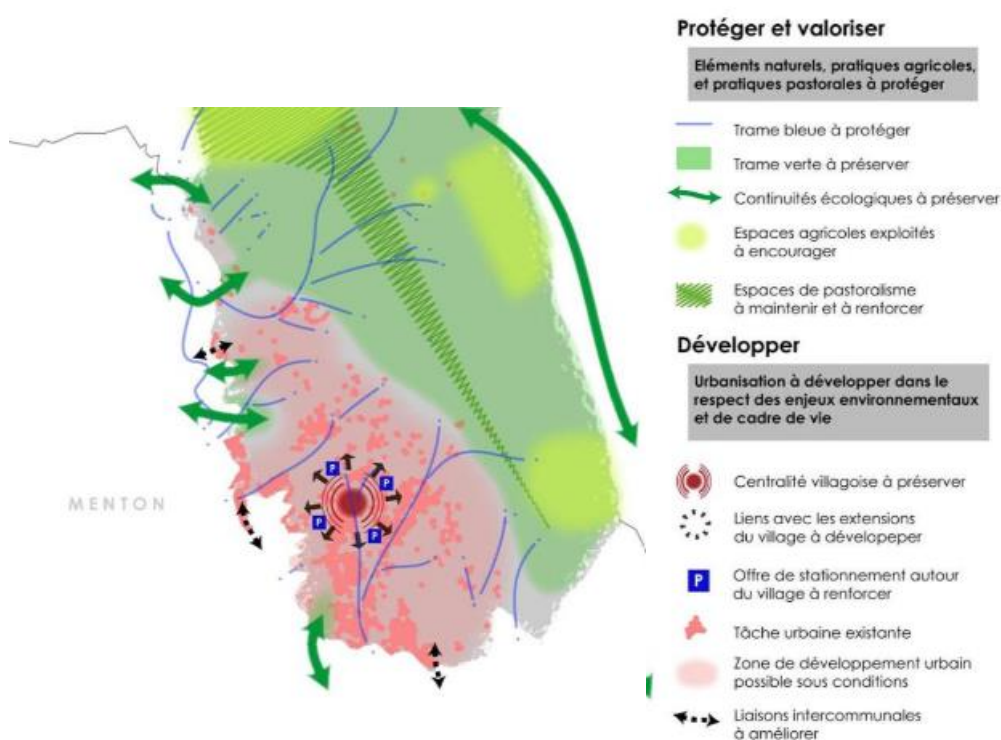 MENTON
P
P
P
P
Protéger et valoriser
Eléments naturels, pratiques agricoles,
et pratiques pastorales à protéger
Trame bleue à protéger
Trame verte à préserver
Continuités écologiques à préserver
Espaces agricoles exploités
à encourager
Espaces de pastoralisme
à maintenir et à renforcer
Développer
Urbanisation à développer dans le
respect des enjeux environnementaux
et de cadre de vie
Centralité villageoise à préserver
Liens avec les extensions
du village à dévelopeper
P
Offre de stationnement autour
du village à renforcer
Tâche urbaine existante
Zone de développement urbain
possible sous conditions
Liaisons intercommunales
à améliorer